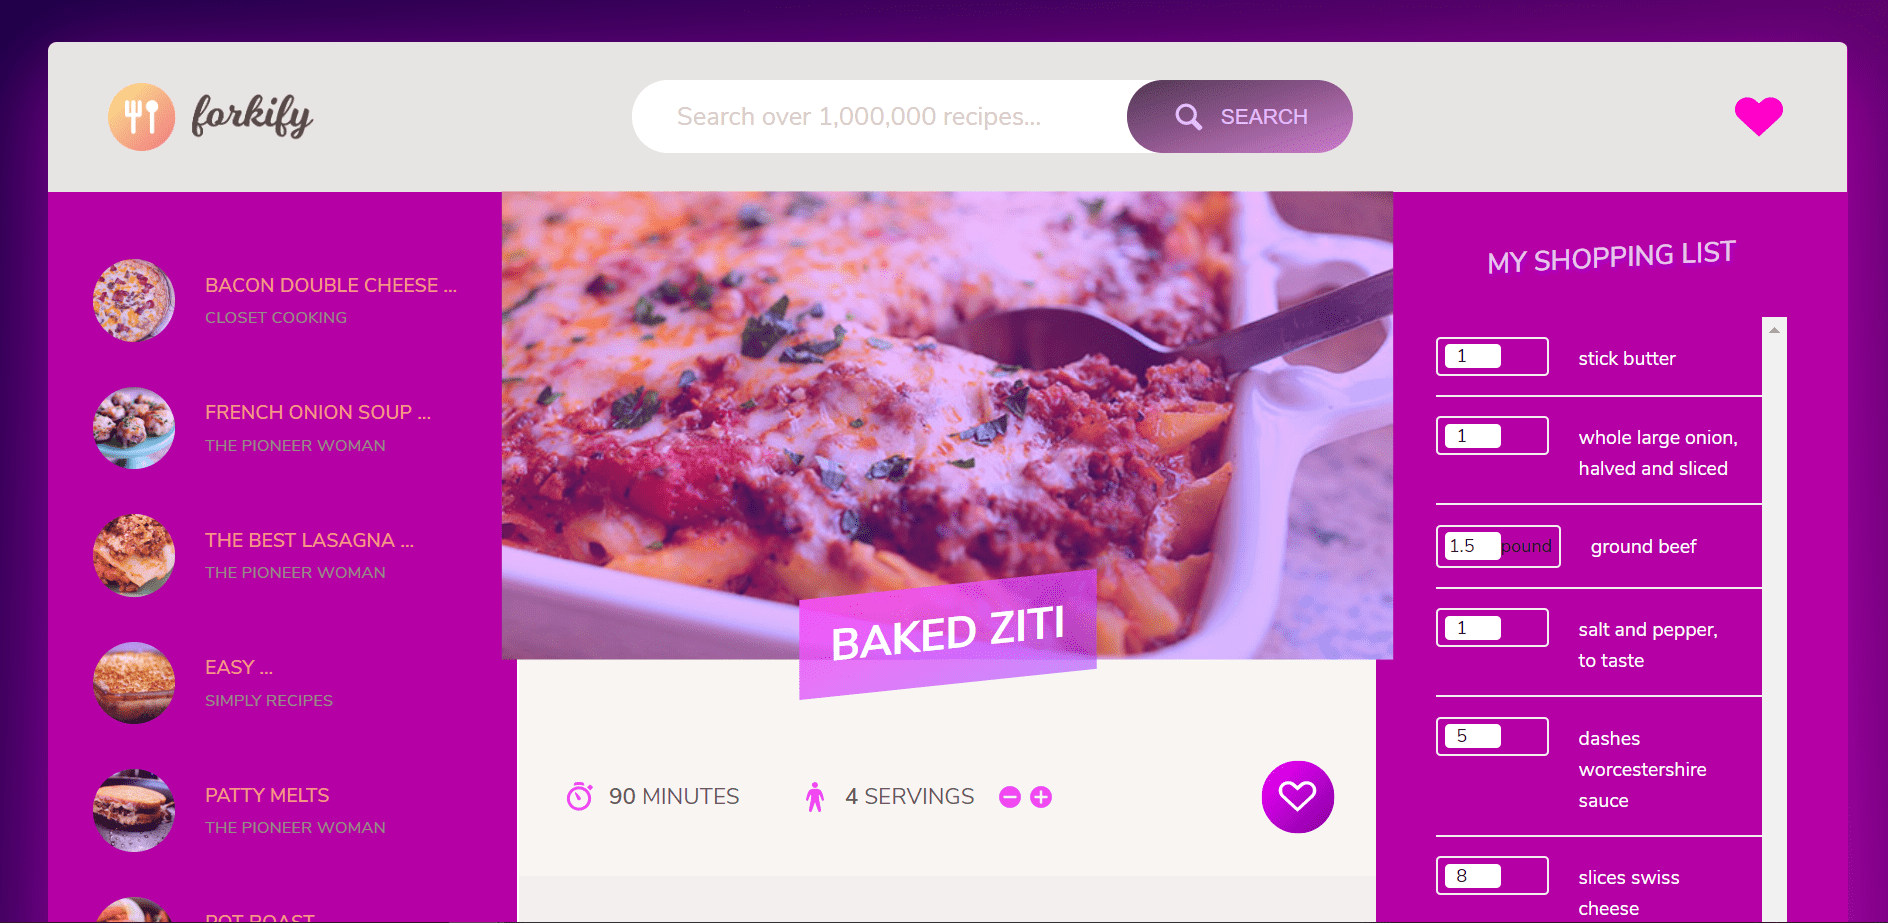 forkify
Search over 1,000,000 recipes...
SEARCH
BACON DOUBLE CHEESE ...
CLOSET COOKING
FRENCH ONION SOUP ...
THE PIONEER WOMAN
THE BEST LASAGNA ...
THE PIONEER WOMAN
EASY ...
SIMPLY RECIPES
PATTY MELTS
THE PIONEER WOMAN
POT ROAST
BAKED ZITI
90 MINUTES
4 SERVINGS
MY SHOPPING LIST
1 stick butter
1 whole large onion,
halved and sliced
1.5 pound ground beef
1 salt and pepper,
to taste
5 dashes
worcestershire
sauce
8 slices swiss
cheese